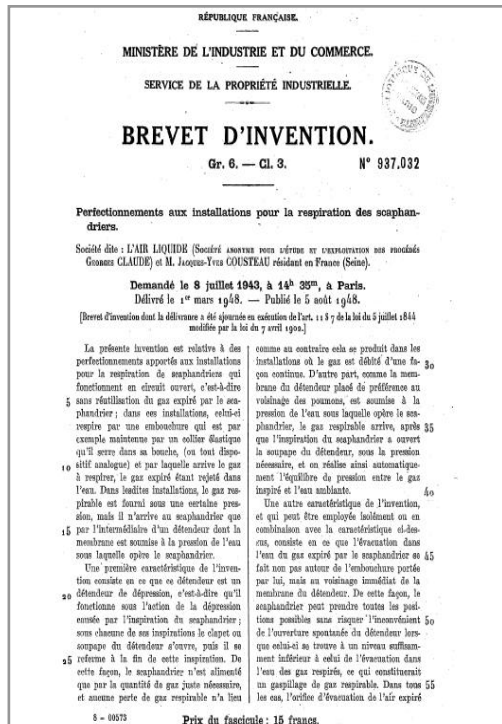 RÉPUBLIQUE FRANÇAISE.
MINISTÈRE DE L'INDUSTRIE ET DU COMMERCE.
SERVICE DE LA PROPRIÉTÉ INDUSTRIELLE.
BREVET D'INVENTION.
Gr. 6. — Cl. 3. N° 937.032
Perfectionnements aux installations pour la respiration des scaphan-
driers.
Société dite : L'AIR LIQUIDE (Société anonyme pour l'étude et l'exploitation des procédés
Georges CLAUDE) et M. Jacques-Yves COUSTEAU résidant en France (Seine).
Demandé le 8 juillet 1943, à 14h 35m, à Paris.
Délivré le 1er mars 1948. — Publié le 5 août 1948.
[Brevet d'invention dont la délivrance a été ajournée en exécution de l'art. 11 § 7 de la loi du 5 juillet 1844
modifiée par la loi du 7 avril 1902.]
La présente invention est relative à des
perfectionnements apportés aux installations
pour la respiration de scaphandriers qui
fonctionnent en circuit ouvert, c'est-à-dire
5 sans réutilisation du gaz expiré par le sca-
phandrier; dans ces installations, celui-ci
respire par une embouchure qui est par
exemple maintenue par un collier élastique
qu'il serre dans sa bouche, (ou tout dispo-
10 sitif analogue) et par laquelle arrive le gaz
à respirer, le gaz expiré étant rejeté dans
l'eau. Dans lesdites installations, le gaz res-
pirable est fourni sous une certaine pres-
sion, mais il n'arrive au scaphandrier que
15 par l'intermédiaire d'un détendeur dont la
membrane est soumise à la pression de l'eau
sous laquelle opère le scaphandrier.
Une première caractéristique de l'inven-
tion consiste en ce que ce détendeur est un
20 détendeur de dépression, c'est-à-dire qu'il
fonctionne sous l'action de la dépression
causée par l'inspiration du scaphandrier;
sous chacune de ses inspirations le clapet ou
soupape du détendeur s'ouvre, puis il se
25 referme à la fin de cette inspiration. De
cette façon, le scaphandrier n'est alimenté
que par la quantité de gaz juste nécessaire,
et aucune perte de gaz respirable n'a lieu
comme au contraire cela se produit dans les
installations où le gaz est débité d'une fa- 30
çon continue. D'autre part, comme la mem-
brane du détendeur placé de préférence au
voisinage des poumons, est soumise à la
pression de l'eau sous laquelle opère le sca-
phandrier, le gaz respirable arrive, après 35
que l'inspiration du scaphandrier a ouvert
la soupape du détendeur, sous la pression
nécessaire, et on réalise ainsi automatique-
ment l'équilibre de pression entre le gaz
inspiré et l'eau ambiante. 40
Une autre caractéristique de l'invention,
et qui peut être employée isolément ou en
combinaison avec la caractéristique ci-des-
sus, consiste en ce que l'évacuation dans
l'eau du gaz expiré par le scaphandrier se 45
fait non pas autour de l'embouchure portée
par lui, mais au voisinage immédiat de la
membrane du détendeur. De cette façon, le
scaphandrier peut prendre toutes les posi-
tions possibles sans risquer l'inconvénient 50
de l'ouverture spontanée du détendeur lors-
que celui-ci se trouve à un niveau suffisam-
ment inférieur à celui de l'évacuation dans
l'eau des gaz respirés, ce qui constituerait
un gaspillage de gaz respirable. Dans tous 55
les cas, l'orifice d'évacuation de l'air expiré
8 - 00573 Prix du fascicule : 15 francs.